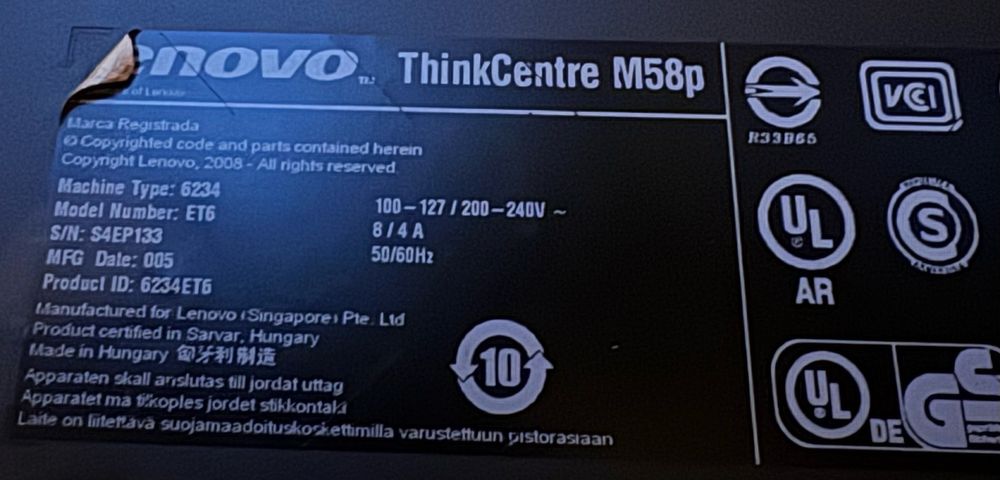 enovo TM
ThinkCentre M58p
of Lenovo
Marca Registrada
© Copyrighted code and parts contained herein
Copyright Lenovo, 2008 - All rights reserved
Machine Type: 6234
Model Number: ET6
S/N: S4EP133
MFG Date: 005
Product ID: 6234ET6
100–127 / 200–240V ~
8 / 4 A
50/60Hz
Manufactured for Lenovo (Singapore) Pte. Ltd
Product certified in Sarvar, Hungary
Made in Hungary 匈牙利制造
Apparaten skall anslutas till jordat uttag
Apparatet må tilkoples jordet stikkontakt
Laite on liitettävä suojamaadoituskoskettimilla varustettuun pistorasiaan
10
R33B65
VCI
UL
AR
S
UL
DE
GS